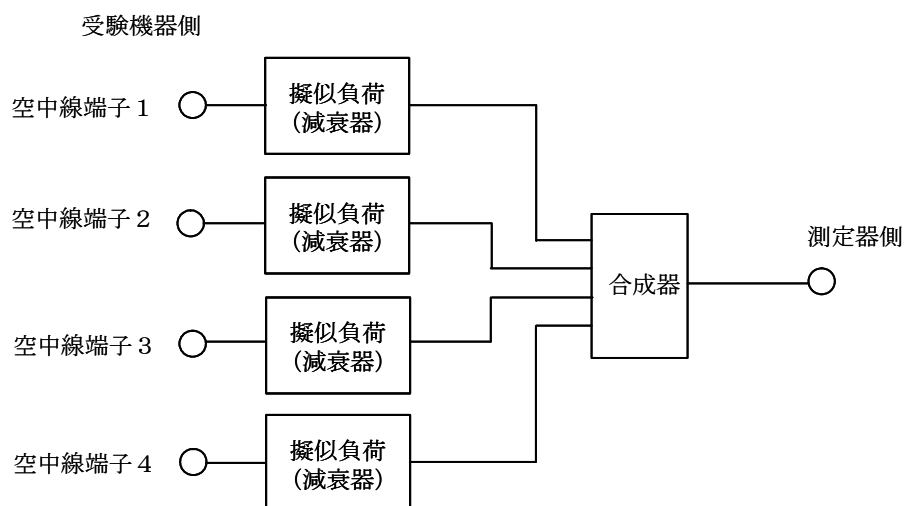 受験機器側
空中線端子1
擬似負荷
(減衰器)
空中線端子2
擬似負荷
(減衰器)
合成器
測定器側
空中線端子3
擬似負荷
(減衰器)
空中線端子4
擬似負荷
(減衰器)